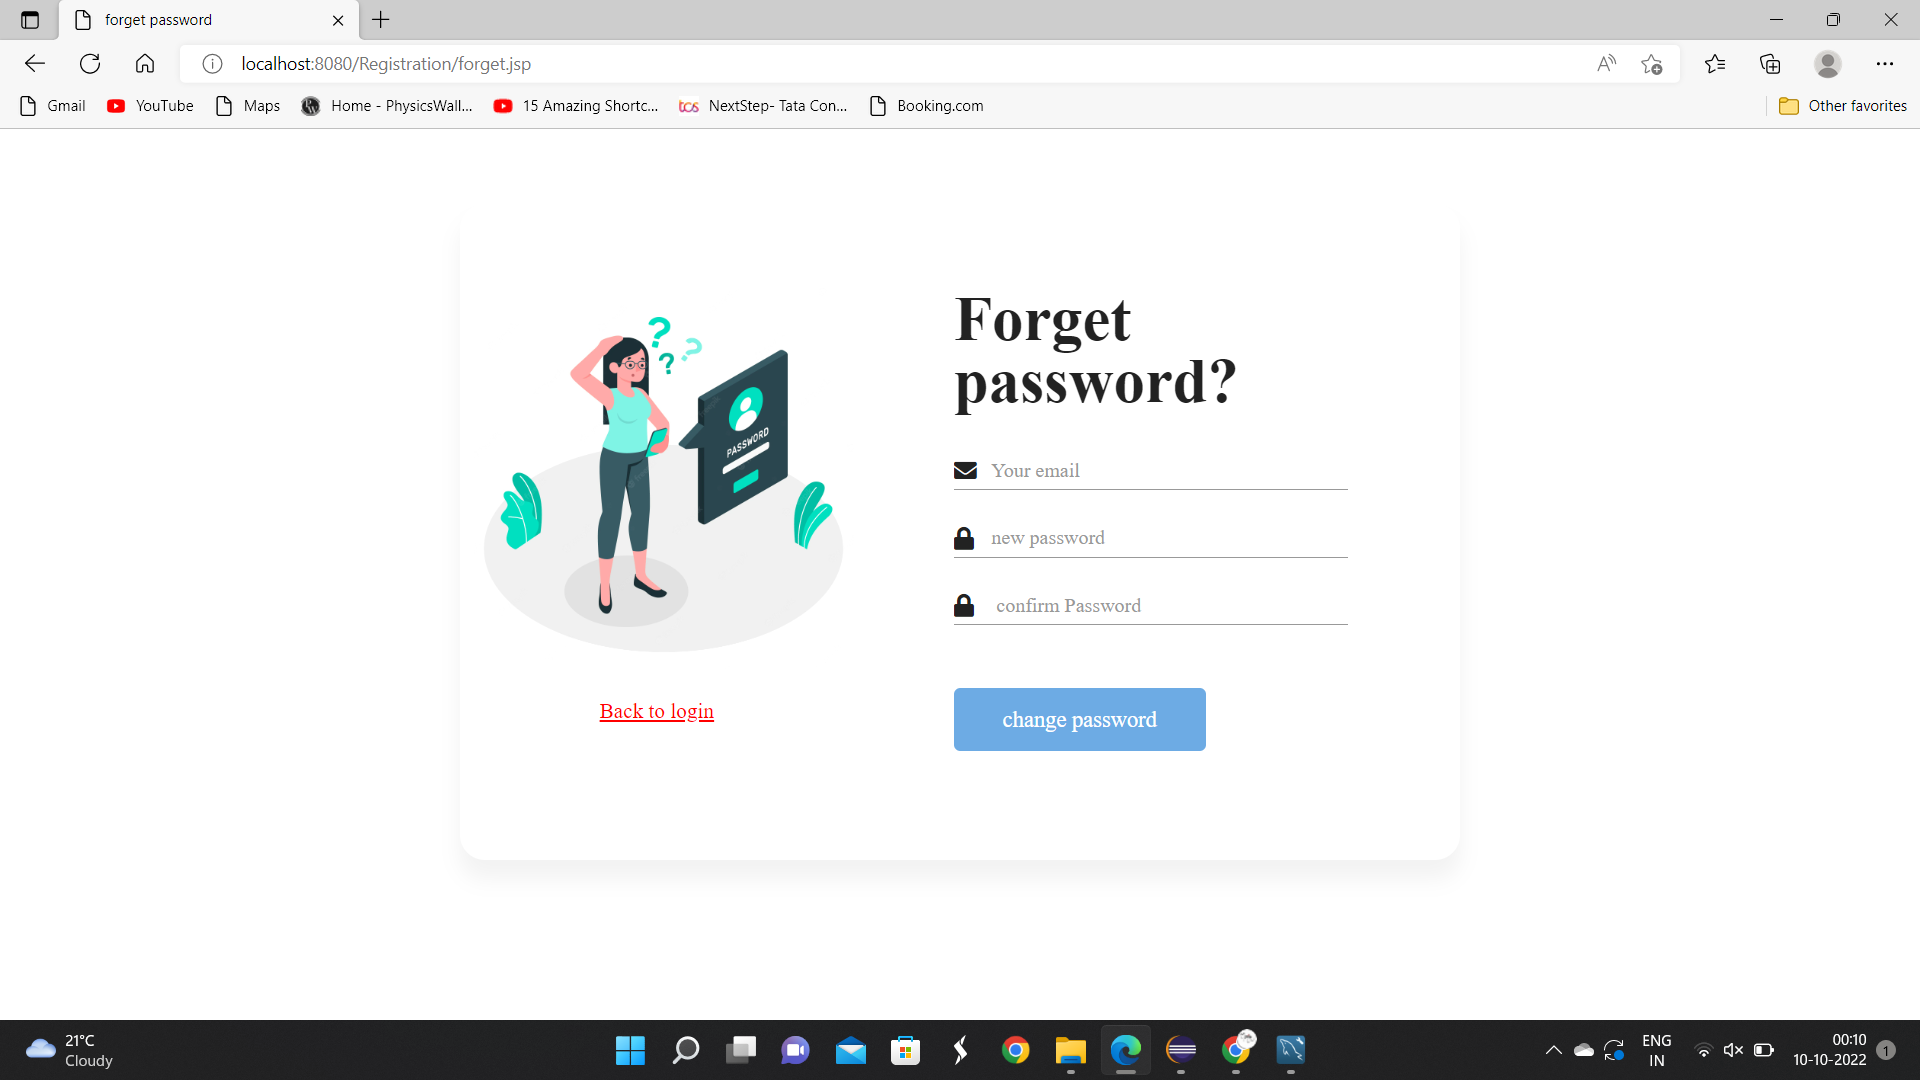 forget password
localhost:8080/Registration/forget.jsp
Gmail
YouTube
Maps
Home - PhysicsWall...
15 Amazing Shortc...
tcs
NextStep- Tata Con...
Booking.com
Other favorites
Forget
password?
PASSWORD
Your email
new password
confirm Password
Back to login
change password
21°C
Cloudy
ENG
IN
00:10
10-10-2022
1